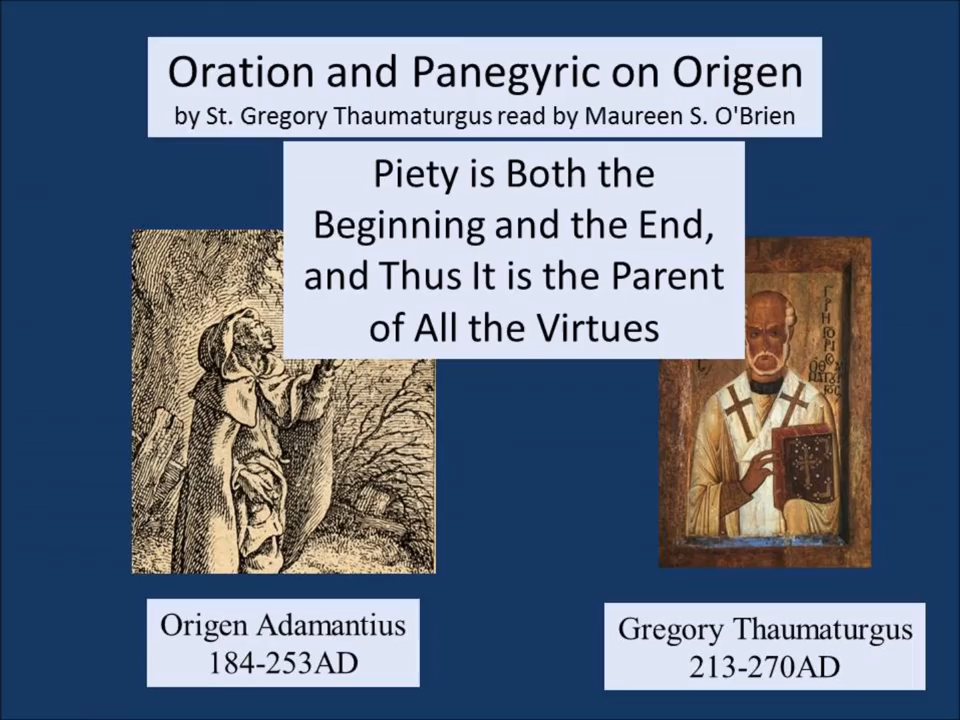 Oration and Panegyric on Origen
by St. Gregory Thaumaturgus read by Maureen S. O'Brien
Piety is Both the
Beginning and the End,
and Thus It is the Parent
of All the Virtues
Origen Adamantius
184-253AD
Gregory Thaumaturgus
213-270AD